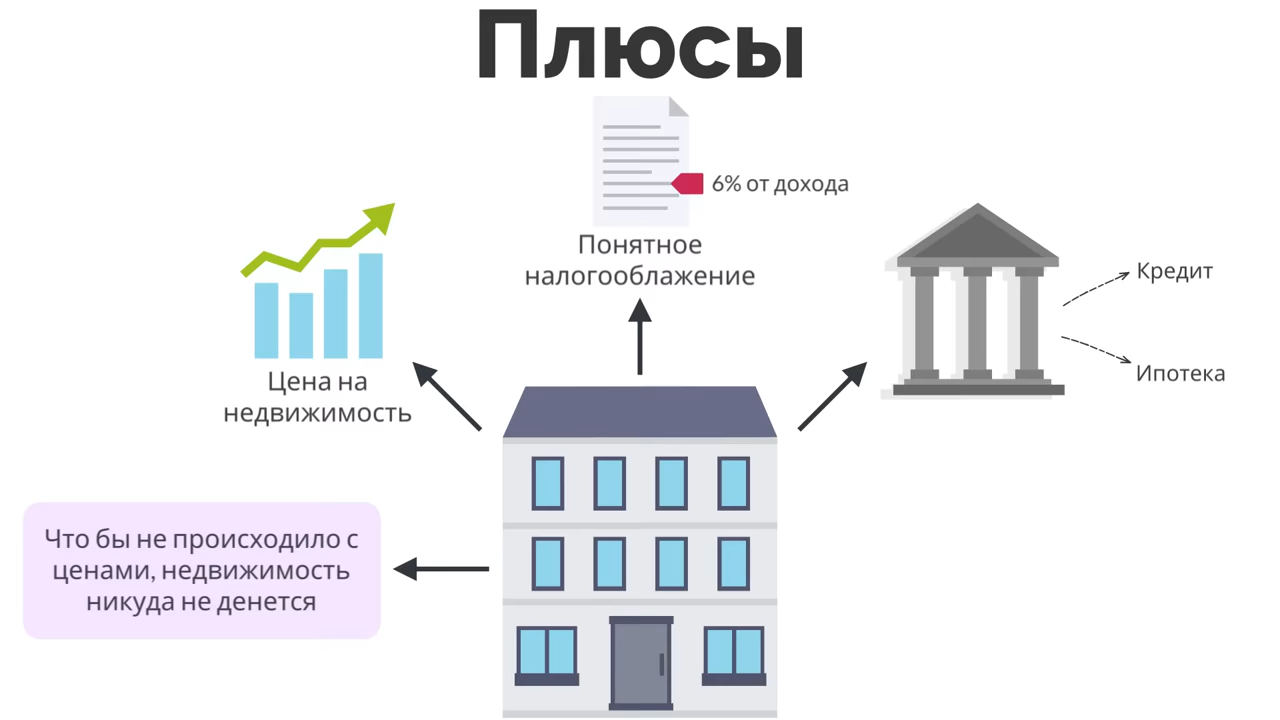 Плюсы
6% от дохода
Понятное
налогооблажение
Кредит
Ипотека
Цена на
недвижимость
Что бы не происходило с
ценами, недвижимость
никуда не денется